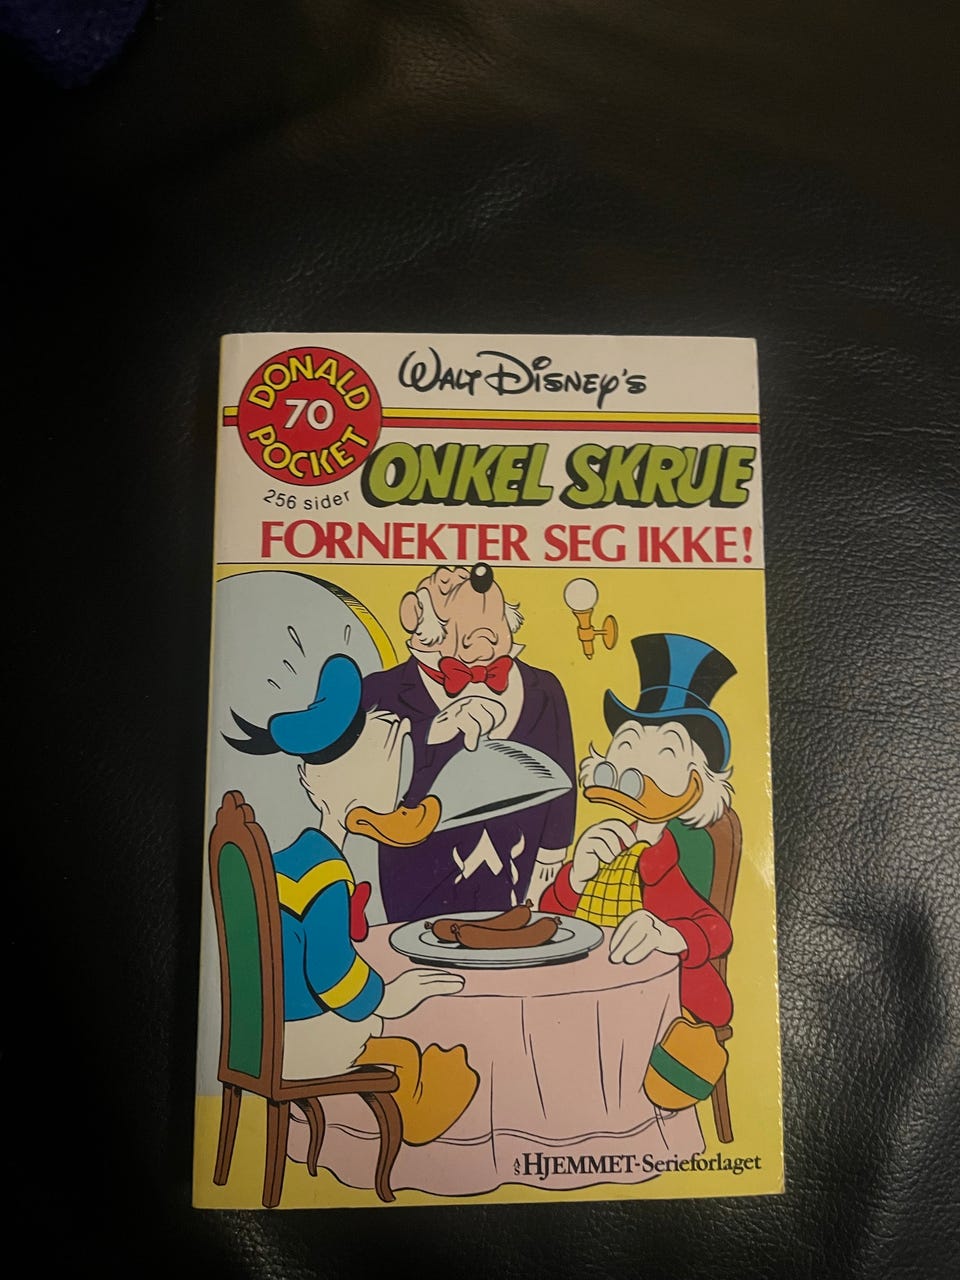 DONALD
70
POCKET
256 sider
WALT DISNEY'S
ONKEL SKRUE
FORNEKTER SEG IKKE!
A/S HJEMMET-Serieforlaget